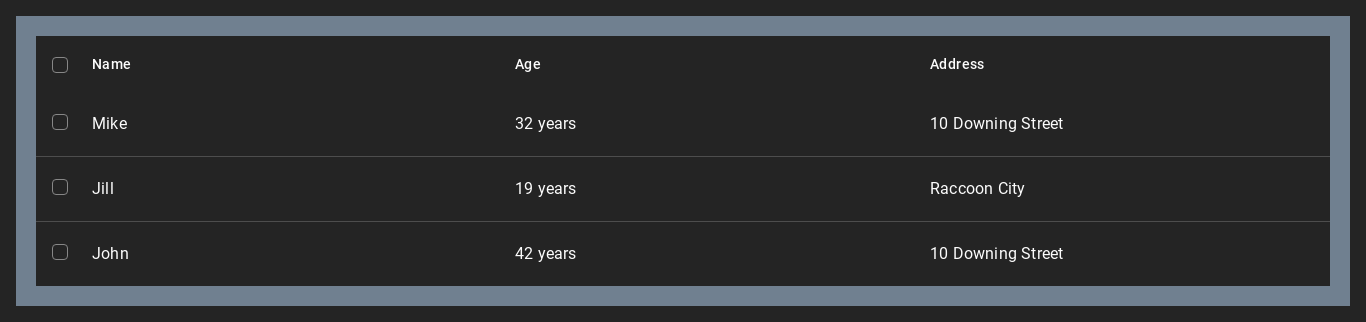 Name Age Address
Mike 32 years 10 Downing Street
Jill 19 years Raccoon City
John 42 years 10 Downing Street